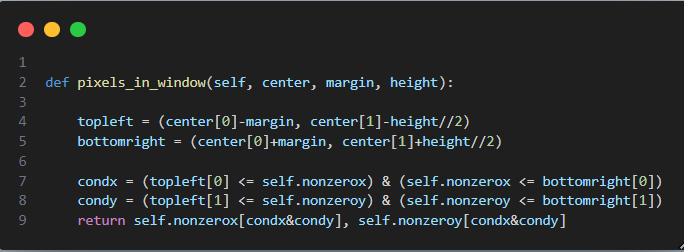 1
2 def pixels_in_window(self, center, margin, height):
3
4     topleft = (center[0]-margin, center[1]-height//2)
5     bottomright = (center[0]+margin, center[1]+height//2)
6
7     condx = (topleft[0] <= self.nonzerox) & (self.nonzerox <= bottomright[0])
8     condy = (topleft[1] <= self.nonzeroy) & (self.nonzeroy <= bottomright[1])
9     return self.nonzerox[condx&condy], self.nonzeroy[condx&condy]